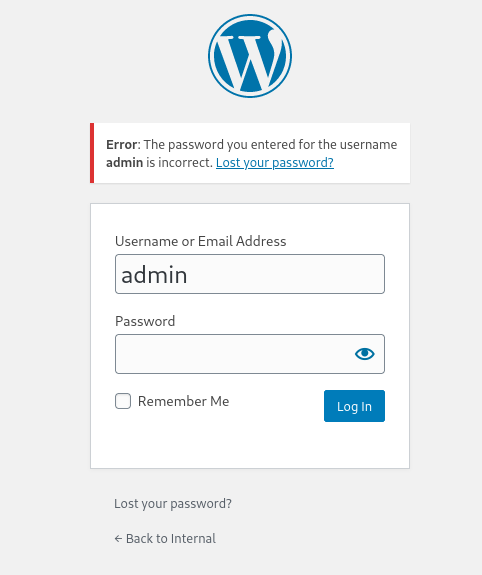 Error: The password you entered for the username
admin is incorrect. Lost your password?
Username or Email Address
admin
Password
Remember Me
Log In
Lost your password?
← Back to Internal